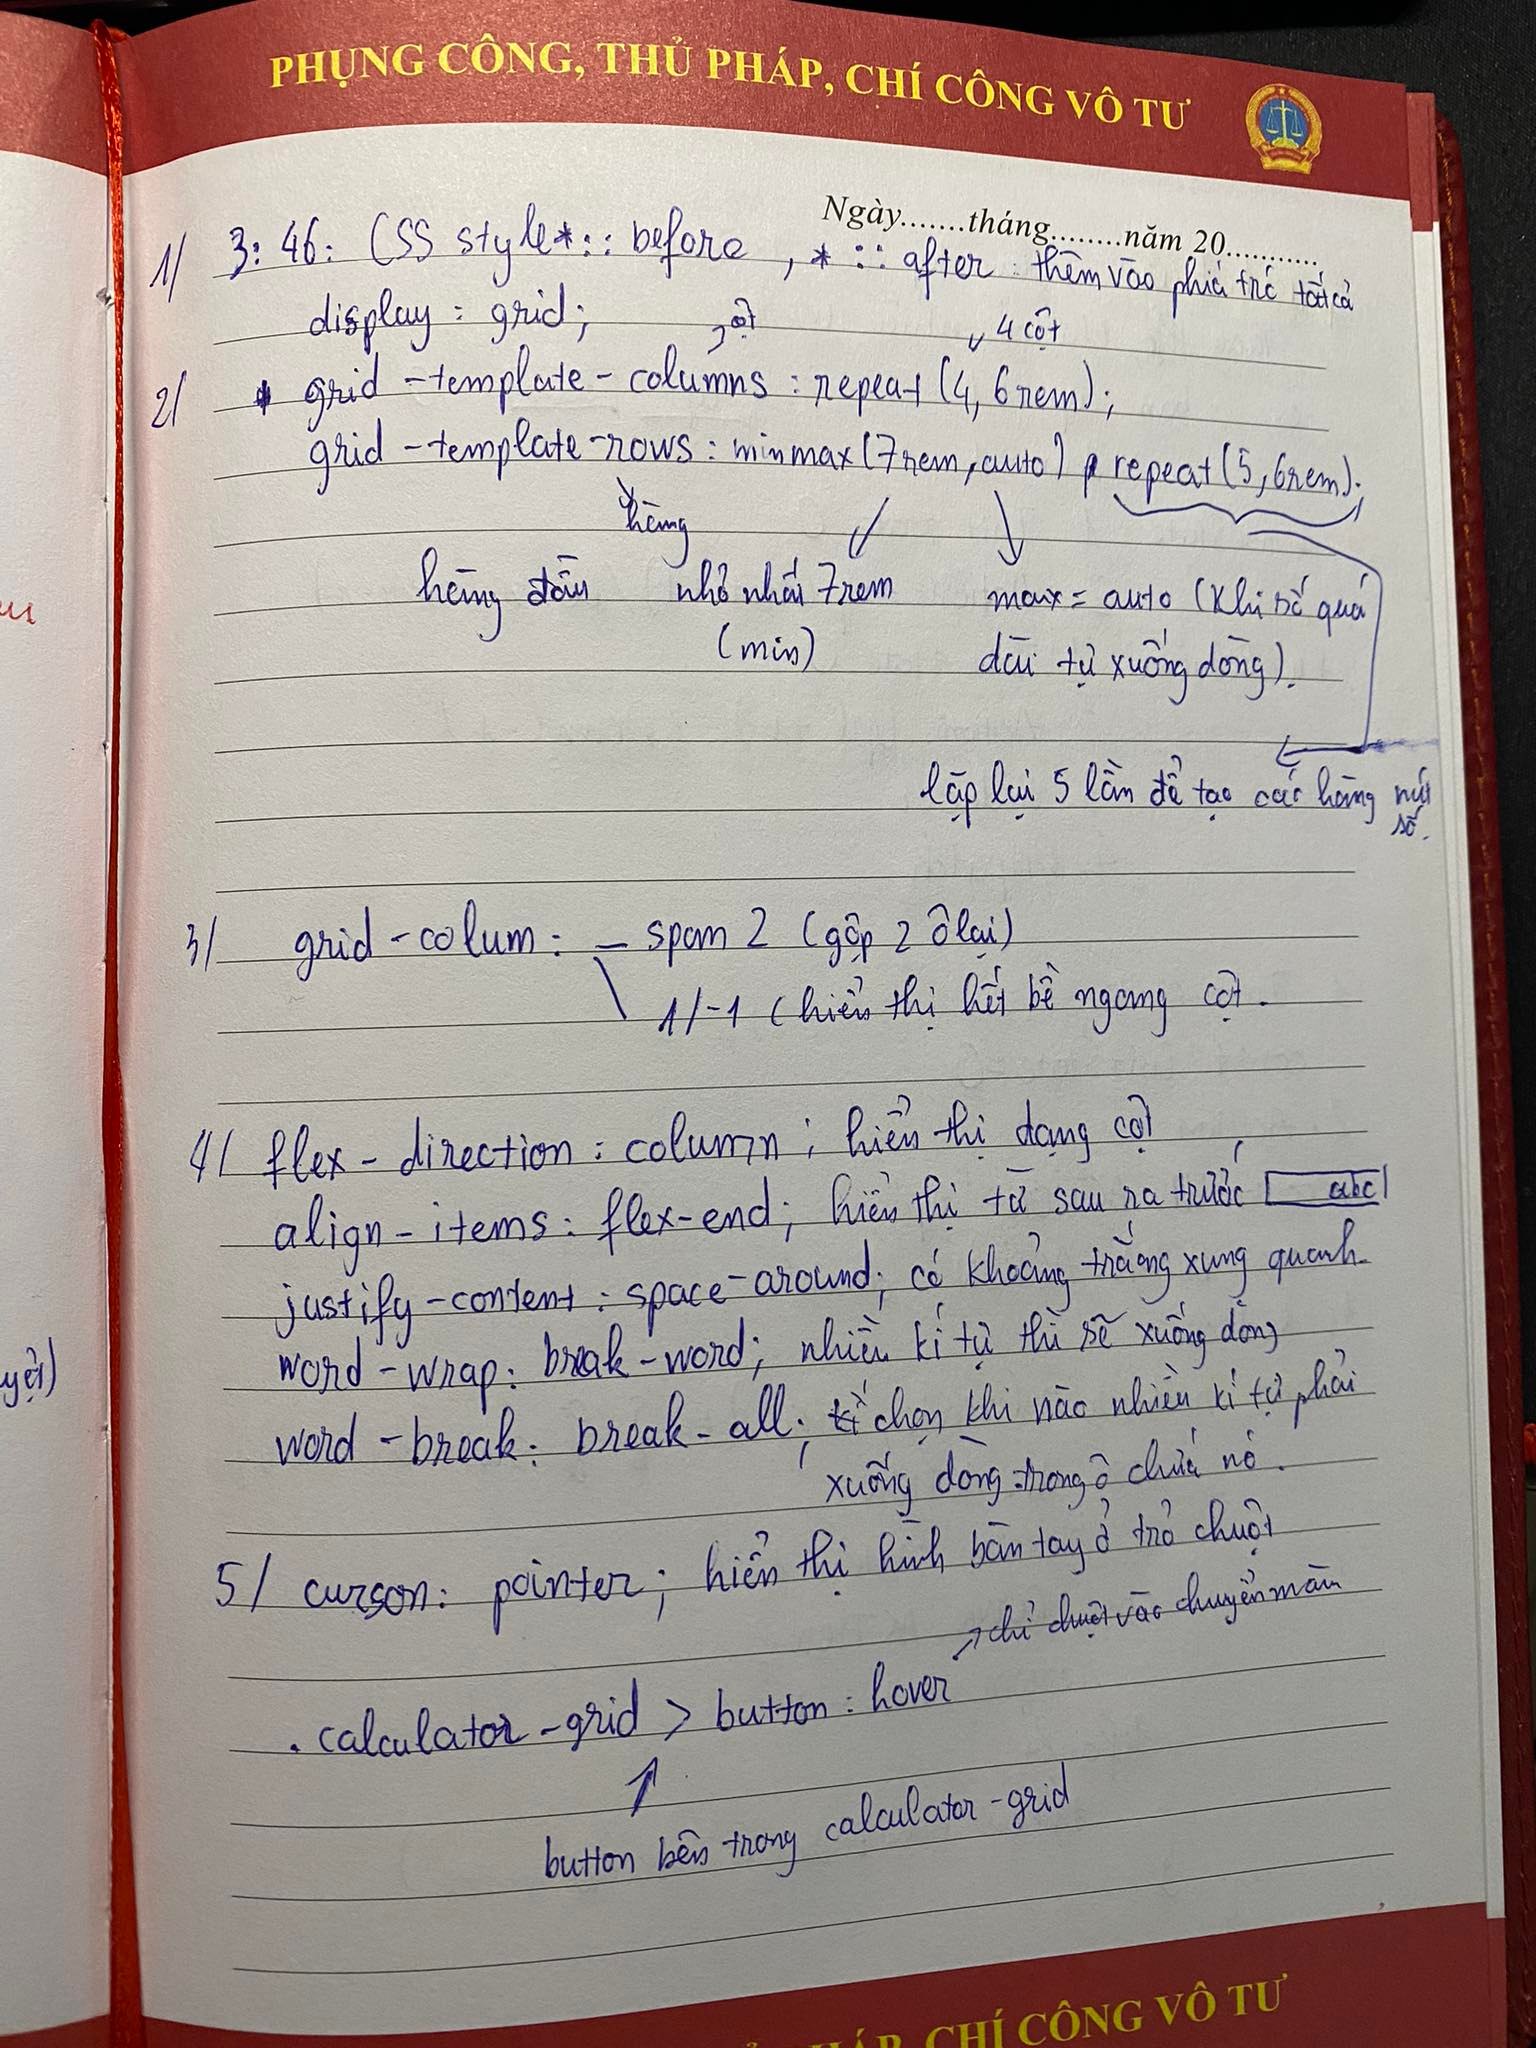 PHỤNG CÔNG, THỦ PHÁP, CHÍ CÔNG VÔ TƯ
Ngày.......tháng........năm 20...........
1/ 3:46: CSS style *::before, *::after: thêm vào phía trc tất cả
display: grid;
cột
4 cột
2/ * grid-template-columns: repeat(4, 6rem);
grid-template-rows: minmax(7rem, auto) repeat(5, 6rem);
hàng
hàng đầu nhỏ nhất 7rem max = auto (khi số quá
(min) dài tự xuống dòng).
lặp lại 5 lần để tạo các hàng nút
số.
3/ grid-colum: – span 2 (gộp 2 ô lại)
1/-1 (hiển thị hết bề ngang cột.
4/ flex-direction: column; hiển thị dạng cột
align-items: flex-end; hiển thị từ sau ra trước abc
justify-content: space-around; có khoảng trắng xung quanh.
word-wrap: break-word; nhiều kí tự thì sẽ xuống dòng
word-break: break-all; chọn khi nào nhiều kí tự phải
xuống dòng trong ô chứa nó.
5/ curson: pointer; hiển thị hình bàn tay ở trỏ chuột
chỉ chuột vào chuyển màu
.calculator-grid > button:hover
button bên trong calculator-grid
yệt)
PHÁP, CHÍ CÔNG VÔ TƯ